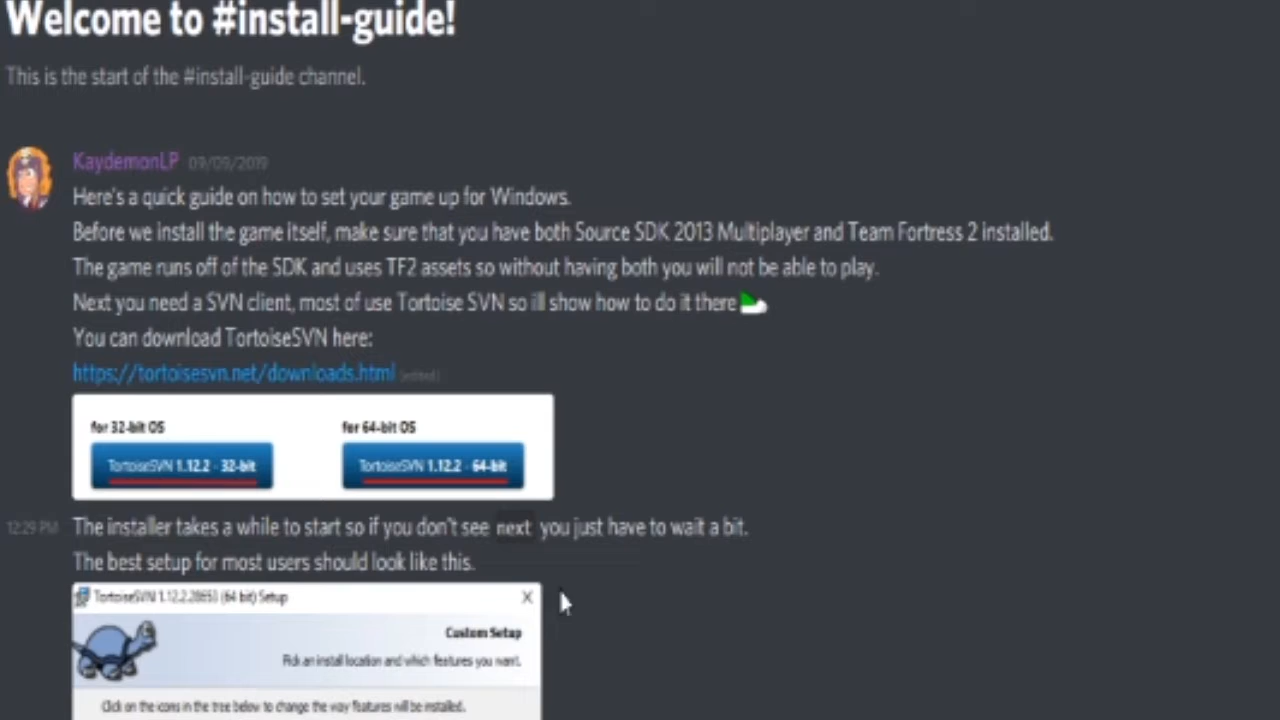 Welcome to #install-guide!
This is the start of the #install-guide channel.
KaydemonLP 09/09/2019
Here's a quick guide on how to set your game up for Windows.
Before we install the game itself, make sure that you have both Source SDK 2013 Multiplayer and Team Fortress 2 installed.
The game runs off of the SDK and uses TF2 assets so without having both you will not be able to play.
Next you need a SVN client, most of use Tortoise SVN so ill show how to do it there
You can download TortoiseSVN here:
https://tortoisesvn.net/downloads.html (edited)
for 32-bit OS for 64-bit OS
TortoiseSVN 1.12.2 - 32-bit TortoiseSVN 1.12.2 - 64-bit
12:29 PM The installer takes a while to start so if you don't see next you just have to wait a bit.
The best setup for most users should look like this.
TortoiseSVN 1.12.2.28653 (64 bit) Setup
Custom Setup
Pick an install location and which features you want.
Click on the icons in the tree below to change the way features will be installed.